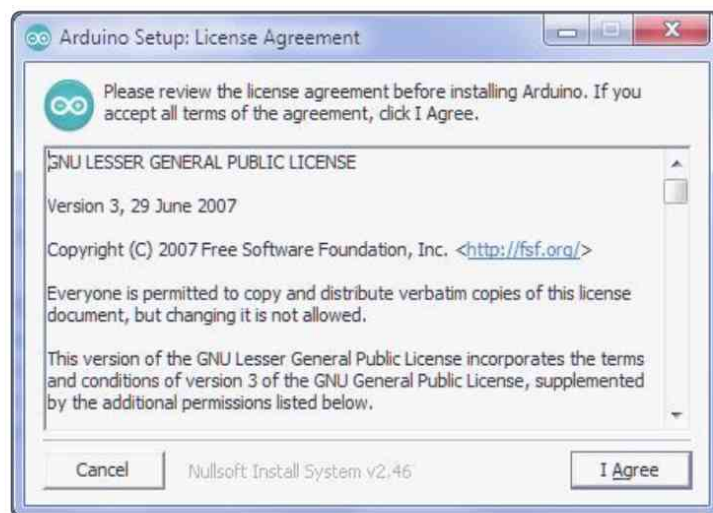 Arduino Setup: License Agreement
Please review the license agreement before installing Arduino. If you
accept all terms of the agreement, click I Agree.
GNU LESSER GENERAL PUBLIC LICENSE
Version 3, 29 June 2007
Copyright (C) 2007 Free Software Foundation, Inc. <http://fsf.org/>
Everyone is permitted to copy and distribute verbatim copies of this license
document, but changing it is not allowed.
This version of the GNU Lesser General Public License incorporates the terms
and conditions of version 3 of the GNU General Public License, supplemented
by the additional permissions listed below.
Cancel
Nullsoft Install System v2.46
I Agree